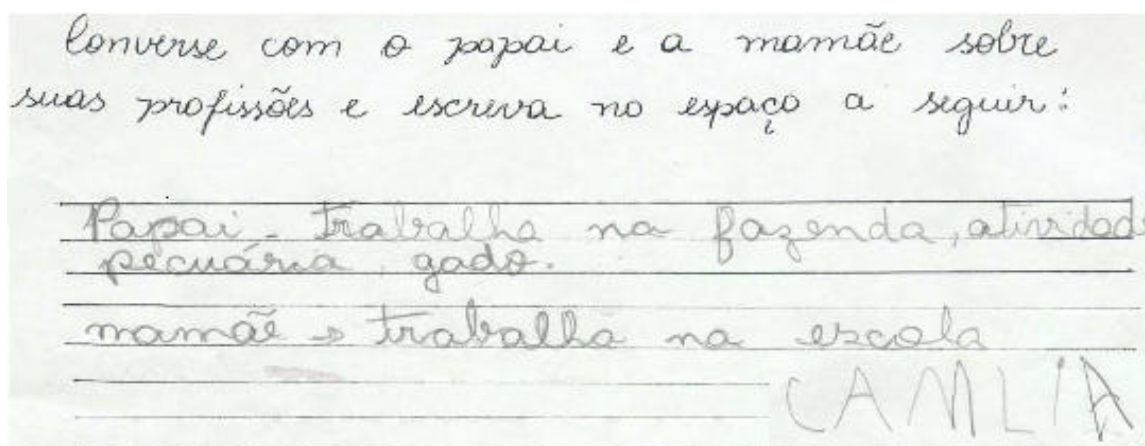 Converse com o papai e a mamãe sobre
suas profissões e escreva no espaço a seguir:
Papai - Trabalha na fazenda, atividade
pecuária, gado.
mamãe → trabalha na escola
CAMLIA